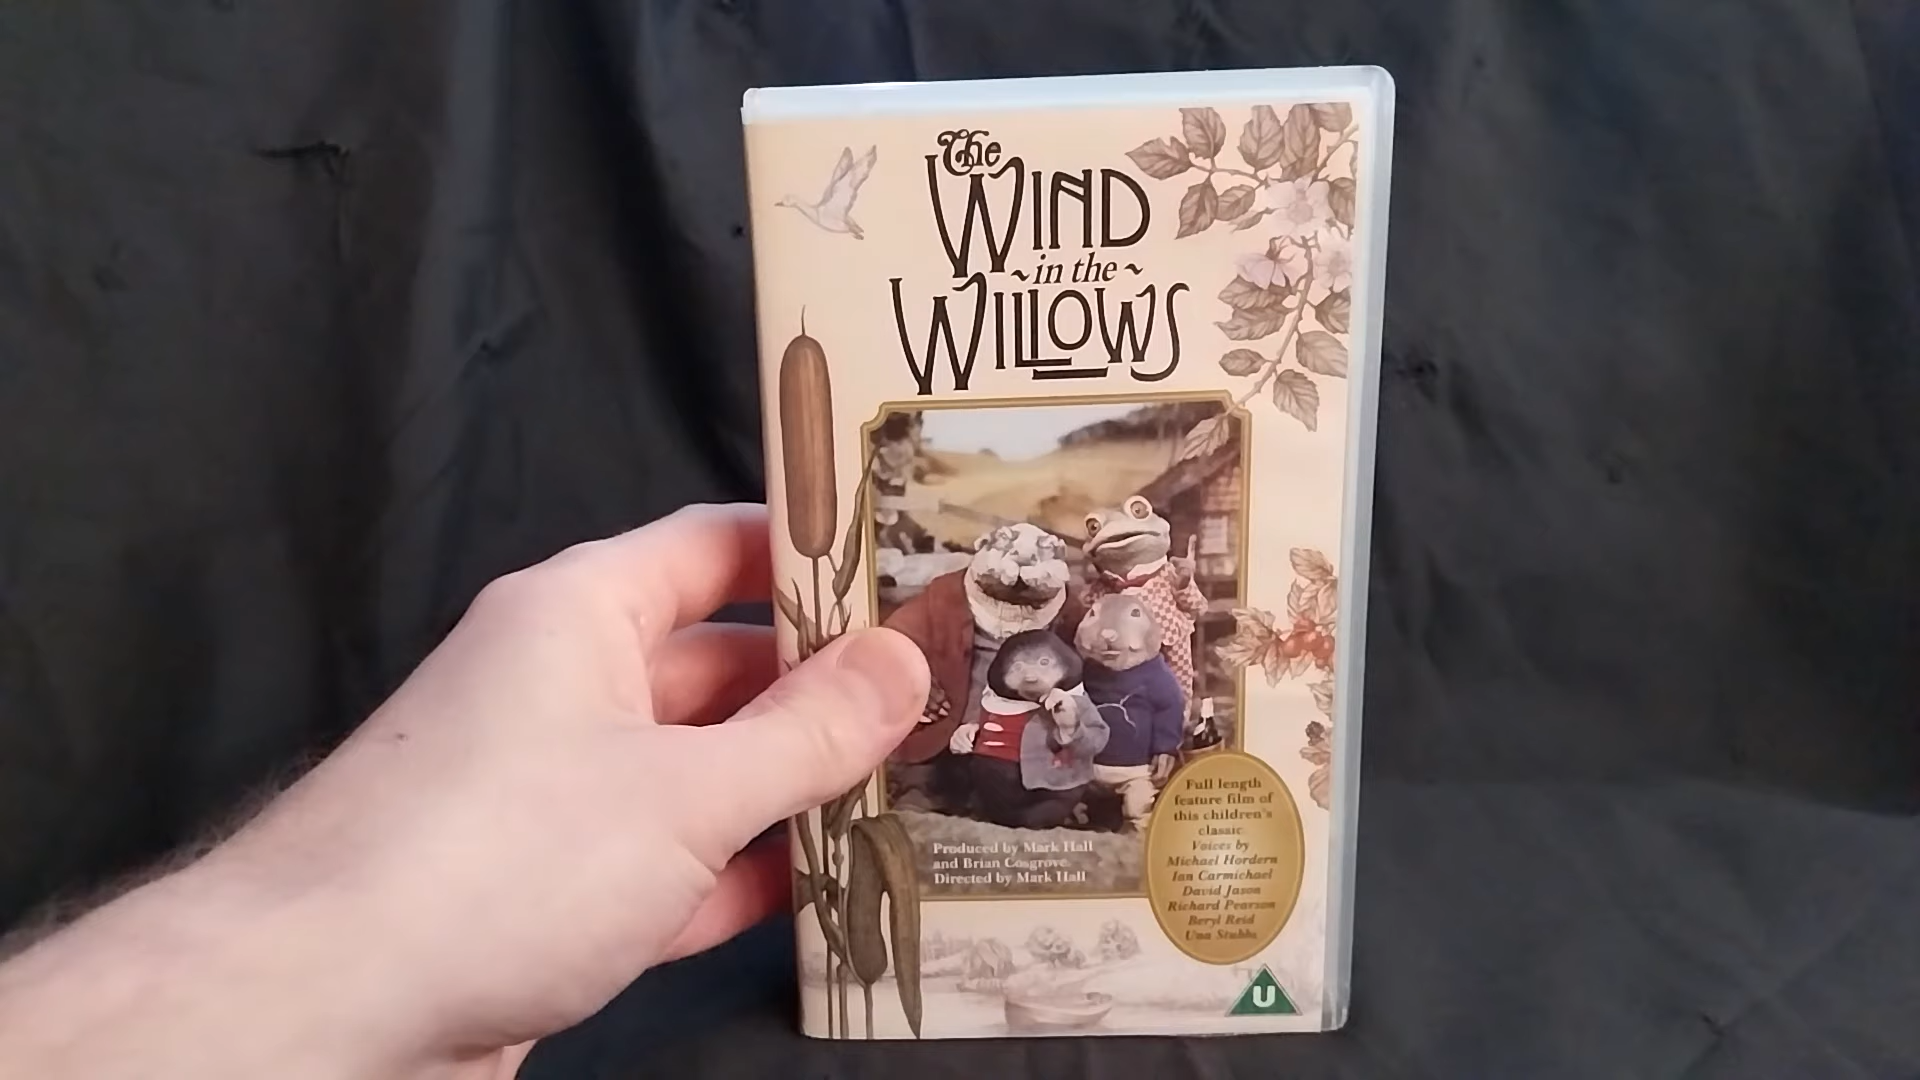 The
WIND
~in the~
WILLOWS
Produced by Mark Hall
and Brian Cosgrove.
Directed by Mark Hall
Full length
feature film of
this children's
classic.
Voices by
Michael Hordern
Ian Carmichael
David Jason
Richard Pearson
Beryl Reid
Una Stubbs
U